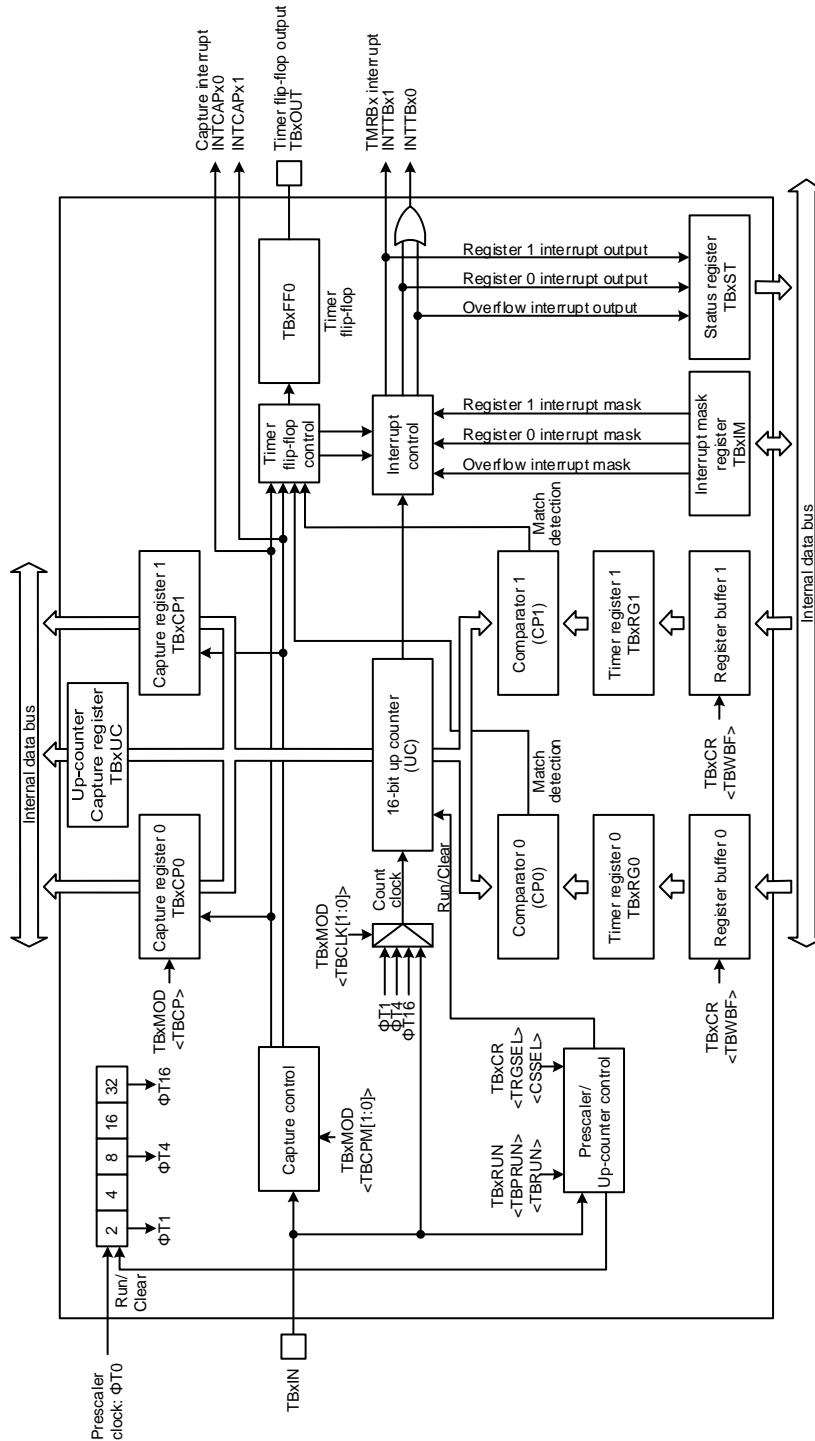 Prescaler
clock: ΦT0
Run/
Clear
2
4
8
16
32
ΦT1
ΦT4
ΦT16
TBxIN
Capture control
TBxMOD
<TBCPM[1:0]>
TBxMOD
<TBCP>
Internal data bus
Capture register 0
TBxCP0
Up-counter
Capture register
TBxUC
Capture register 1
TBxCP1
Capture interrupt
INTCAPx0
INTCAPx1
Timer flip-flop output
TBxOUT
TBxFF0
Timer
flip-flop
Timer
flip-flop
control
TBxMOD
<TBCLK[1:0]>
ΦT1
ΦT4
ΦT16
Count
clock
16-bit up counter
(UC)
Run/Clear
Interrupt
control
TMRBx interrupt
INTTBx1
INTTBx0
Register 1 interrupt output
Register 0 interrupt output
Overflow interrupt output
Register 1 interrupt mask
Register 0 interrupt mask
Overflow interrupt mask
TBxRUN
<TBPRUN>
<TBRUN>
TBxCR
<TRGSEL>
<CSSEL>
Prescaler/
Up-counter control
Comparator 0
(CP0)
Match
detection
Comparator 1
(CP1)
Match
detection
Timer register 0
TBxRG0
Timer register 1
TBxRG1
TBxCR
<TBWBF>
Register buffer 0
TBxCR
<TBWBF>
Register buffer 1
Interrupt mask
register
TBxIM
Status register
TBxST
Internal data bus